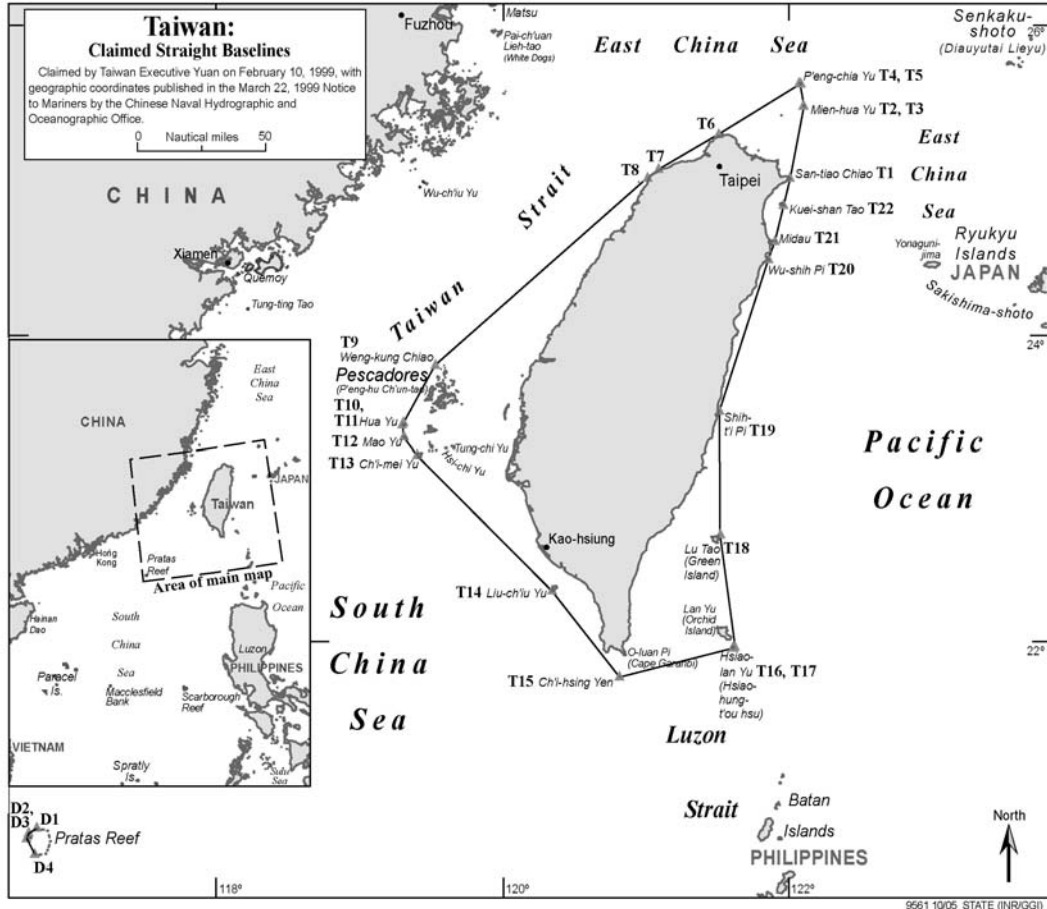 Taiwan:
Claimed Straight Baselines
Claimed by Taiwan Executive Yuan on February 10, 1999, with
geographic coordinates published in the March 22, 1999 Notice
to Mariners by the Chinese Naval Hydrographic and
Oceanographic Office.
0 Nautical miles 50
Fuzhou
Matsu
Pai-ch'uan
Lieh-tao
(White Dogs)
East China Sea
Senkaku-
shoto
(Diauyutai Lieyu)
26°
P'eng-chia Yu T4, T5
Mien-hua Yu T2, T3
T6
T7
T8
Taipei
San-tiao Chiao T1
East
China
Sea
Kuei-shan Tao T22
Midau T21
Wu-shih Pi T20
Yonaguni-
jima
Ryukyu
Islands
JAPAN
Sakishima-shoto
CHINA
Wu-ch'iu Yu
Xiamen
Quemoy
Tung-ting Tao
Taiwan Strait
24°
T9
Weng-kung Chiao
Pescadores
(P'eng-hu Ch'un-tao)
T10,
T11 Hua Yu
T12 Mao Yu
T13 Ch'i-mei Yu
Tung-chi Yu
Hsi-chi Yu
Shih-
t'i Pi T19
Pacific
Ocean
Kao-hsiung
T18
Lu Tao
(Green
Island)
T14 Liu-ch'iu Yu
Lan Yu
(Orchid
Island)
South
China
Sea
O-luan Pi
(Cape Garanbi)
22°
T15 Ch'i-hsing Yen
Hsiao-
lan Yu T16, T17
(Hsiao-
hung-
t'ou hsu)
Luzon
Strait
Batan
Islands
PHILIPPINES
North
East
China
Sea
CHINA
JAPAN
Taiwan
Hong
Kong
Pratas
Reef
Area of main map
Pacific
Ocean
Hainan
Dao
South
China
Sea
Luzon
PHILIPPINES
Paracel
Is.
Macclesfield
Bank
Scarborough
Reef
VIETNAM
Spratly
Is.
Sulu
Sea
D2,
D3
D1
Pratas Reef
D4
118°
120°
122°
9561 10/05 STATE (INR/GGI)